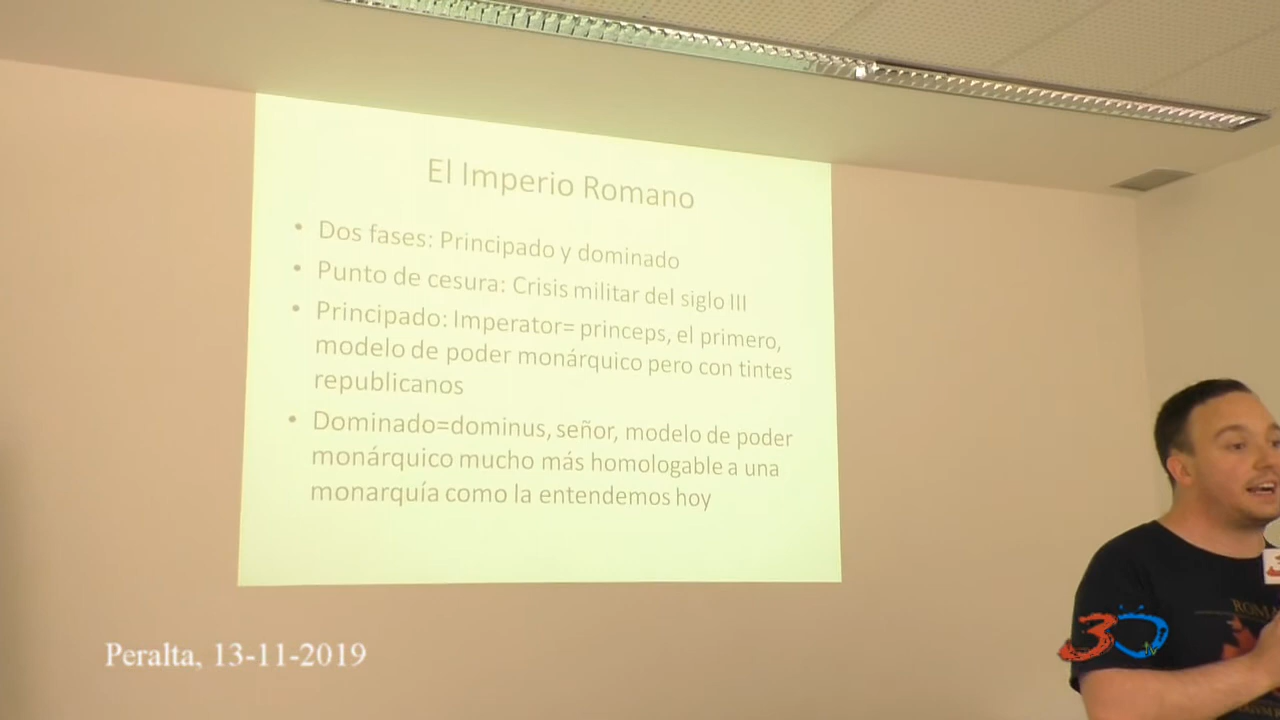 El Imperio Romano
• Dos fases: Principado y dominado
• Punto de cesura: Crisis militar del siglo III
• Principado: Imperator= princeps, el primero,
modelo de poder monárquico pero con tintes
republicanos
• Dominado=dominus, señor, modelo de poder
monárquico mucho más homologable a una
monarquía como la entendemos hoy
Peralta, 13-11-2019